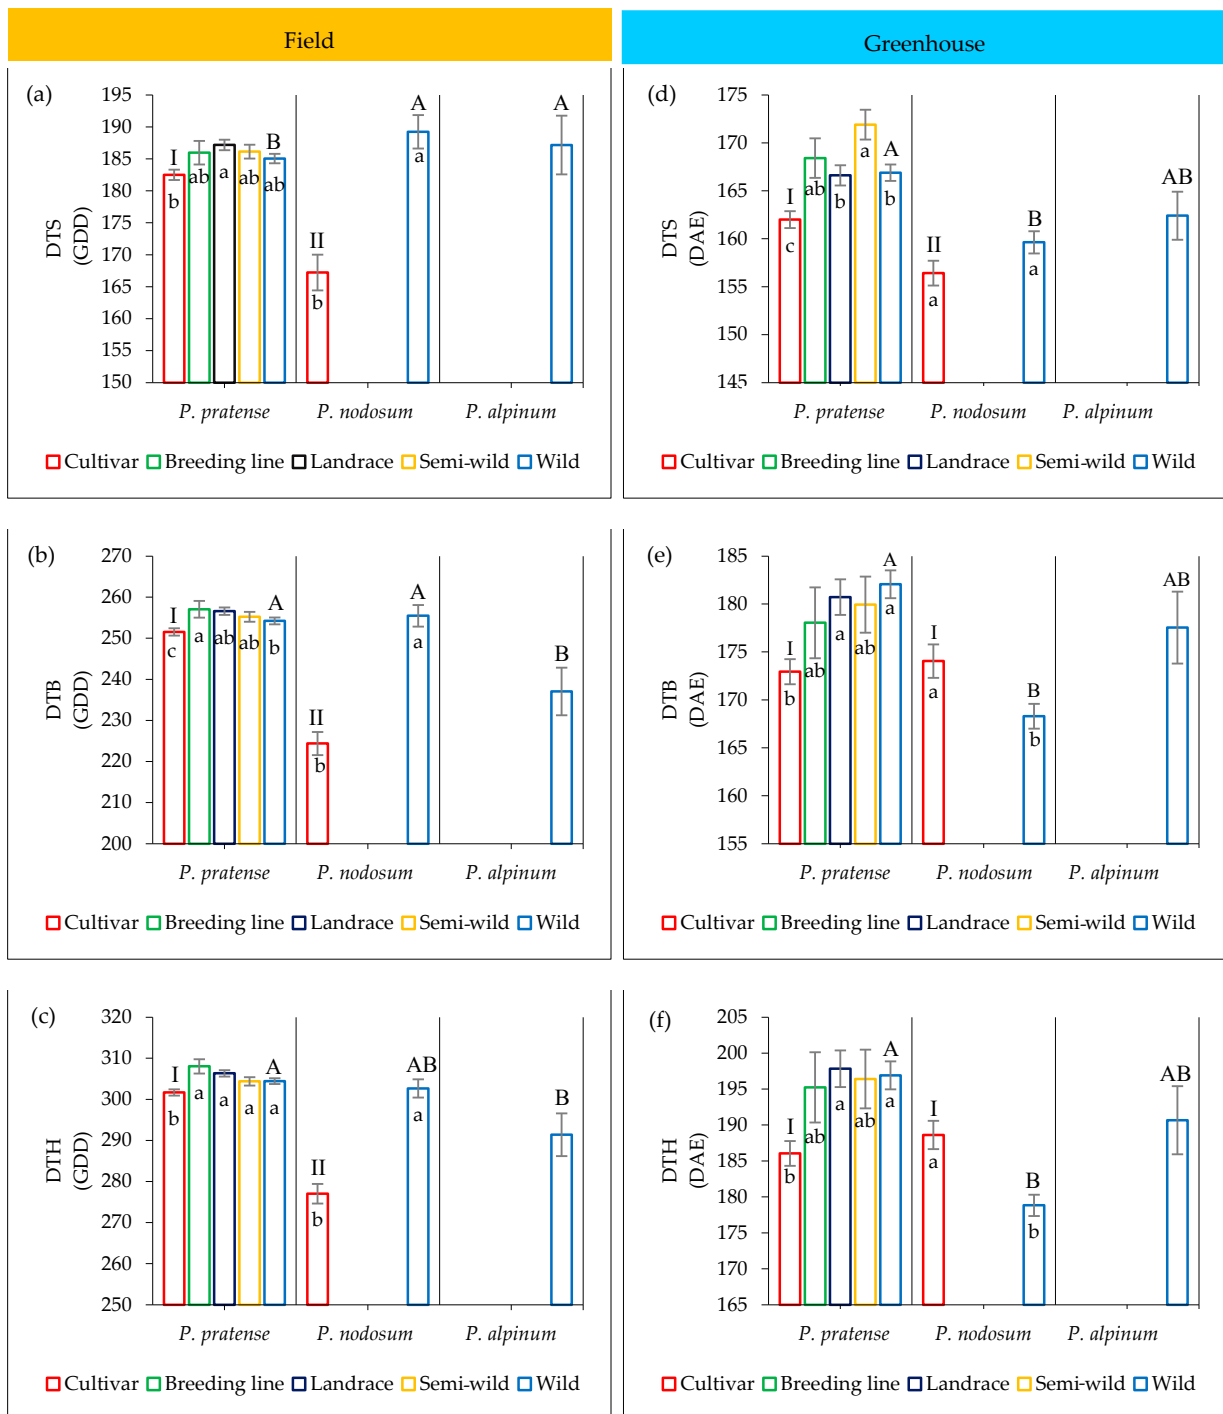 Field
Greenhouse
(a)
195
190
185
180
175
170
165
160
155
150
DTS
(GDD)
I
b
ab
a
ab
B
ab
II
b
A
a
A
P. pratense
P. nodosum
P. alpinum
Cultivar Breeding line Landrace Semi-wild Wild
(d)
175
170
165
160
155
150
145
DTS
(DAE)
I
c
ab
b
a
A
b
II
a
B
a
AB
P. pratense
P. nodosum
P. alpinum
Cultivar Breeding line Landrace Semi-wild Wild
(b)
270
260
250
240
230
220
210
200
DTB
(GDD)
I
c
a
ab
ab
A
b
II
b
A
a
B
P. pratense
P. nodosum
P. alpinum
Cultivar Breeding line Landrace Semi-wild Wild
(e)
185
180
175
170
165
160
155
DTB
(DAE)
I
b
ab
a
ab
A
a
I
a
B
b
AB
P. pratense
P. nodosum
P. alpinum
Cultivar Breeding line Landrace Semi-wild Wild
(c)
320
310
300
290
280
270
260
250
DTH
(GDD)
I
b
a
a
a
A
a
II
b
AB
a
B
P. pratense
P. nodosum
P. alpinum
Cultivar Breeding line Landrace Semi-wild Wild
(f)
205
200
195
190
185
180
175
170
165
DTH
(DAE)
I
b
ab
a
ab
A
a
I
a
B
b
AB
P. pratense
P. nodosum
P. alpinum
Cultivar Breeding line Landrace Semi-wild Wild